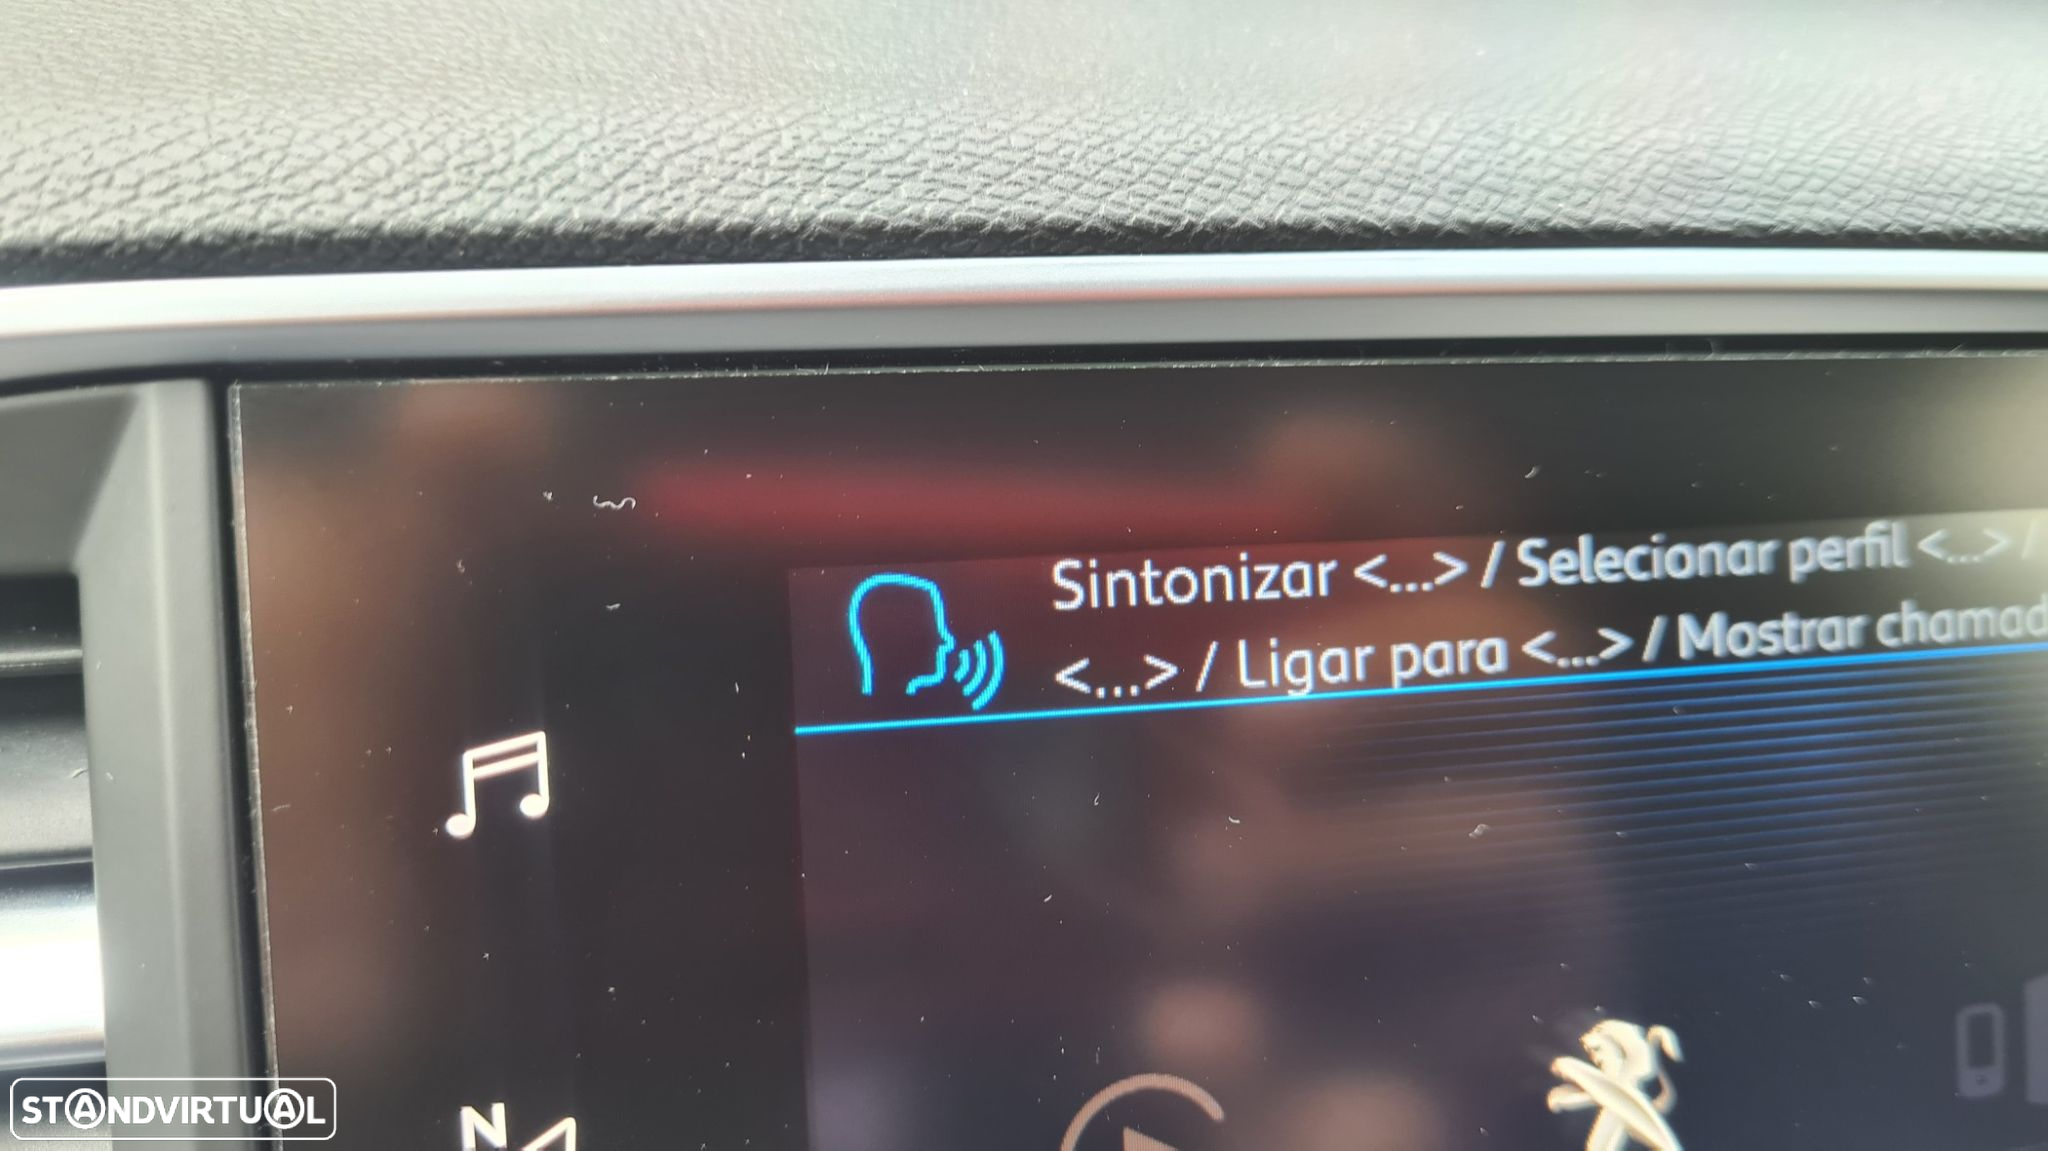 Sintonizar <...> / Selecionar perfil <...> /
<...> / Ligar para <...> / Mostrar chamad
N
STANDVIRTUAL